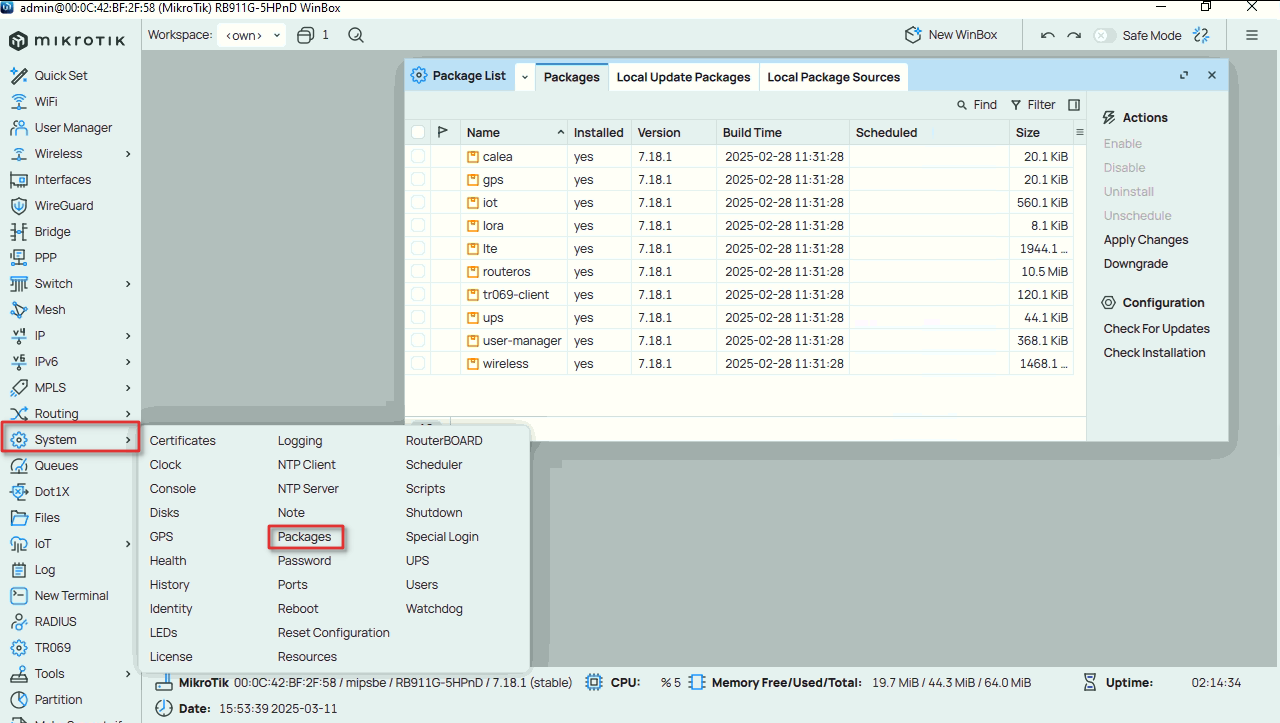 admin@00:0C:42:BF:2F:58 (MikroTik) RB911G-5HPnD WinBox
MIKROTIK
Workspace: <own> 1 New WinBox Safe Mode
Quick Set
WiFi
User Manager
Wireless
Interfaces
WireGuard
Bridge
PPP
Switch
Mesh
IP
IPv6
MPLS
Routing
System
Queues
Dot1X
Files
IoT
Log
New Terminal
RADIUS
TR069
Tools
Partition
Package List Packages Local Update Packages Local Package Sources
Find Filter
Name Installed Version Build Time Scheduled Size
calea yes 7.18.1 2025-02-28 11:31:28 20.1 KiB
gps yes 7.18.1 2025-02-28 11:31:28 20.1 KiB
iot yes 7.18.1 2025-02-28 11:31:28 560.1 KiB
lora yes 7.18.1 2025-02-28 11:31:28 8.1 KiB
lte yes 7.18.1 2025-02-28 11:31:28 1944.1 ...
routeros yes 7.18.1 2025-02-28 11:31:28 10.5 MiB
tr069-client yes 7.18.1 2025-02-28 11:31:28 120.1 KiB
ups yes 7.18.1 2025-02-28 11:31:28 44.1 KiB
user-manager yes 7.18.1 2025-02-28 11:31:28 368.1 KiB
wireless yes 7.18.1 2025-02-28 11:31:28 1468.1 ...
Actions
Enable
Disable
Uninstall
Unschedule
Apply Changes
Downgrade
Configuration
Check For Updates
Check Installation
Certificates Logging RouterBOARD
Clock NTP Client Scheduler
Console NTP Server Scripts
Disks Note Shutdown
GPS Packages Special Login
Health Password UPS
History Ports Users
Identity Reboot Watchdog
LEDs Reset Configuration
License Resources
MikroTik 00:0C:42:BF:2F:58 / mipsbe / RB911G-5HPnD / 7.18.1 (stable) CPU: % 5 Memory Free/Used/Total: 19.7 MiB / 44.3 MiB / 64.0 MiB Uptime: 02:14:34
Date: 15:53:39 2025-03-11